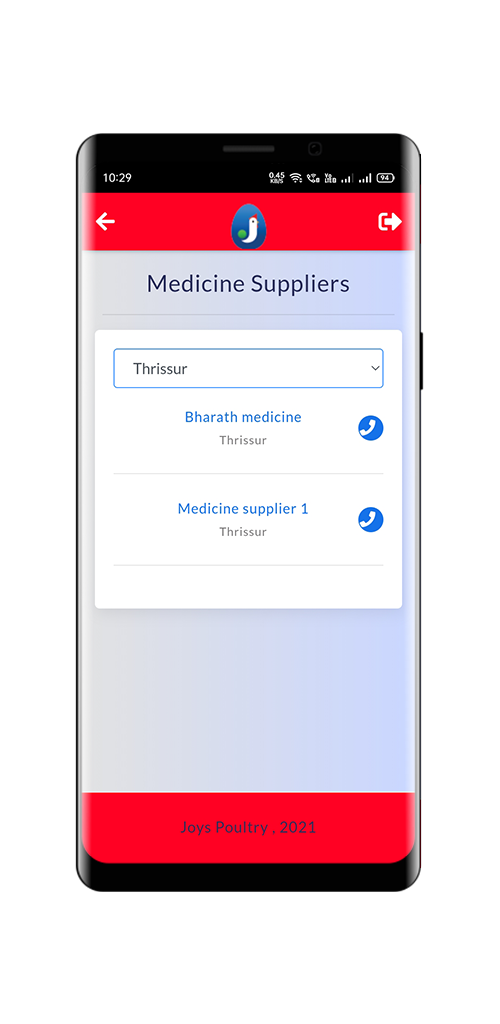 10:29
0.45
KB/S
Vo
LTE2
94
Medicine Suppliers
Thrissur
Bharath medicine
Thrissur
Medicine supplier 1
Thrissur
Joys Poultry , 2021